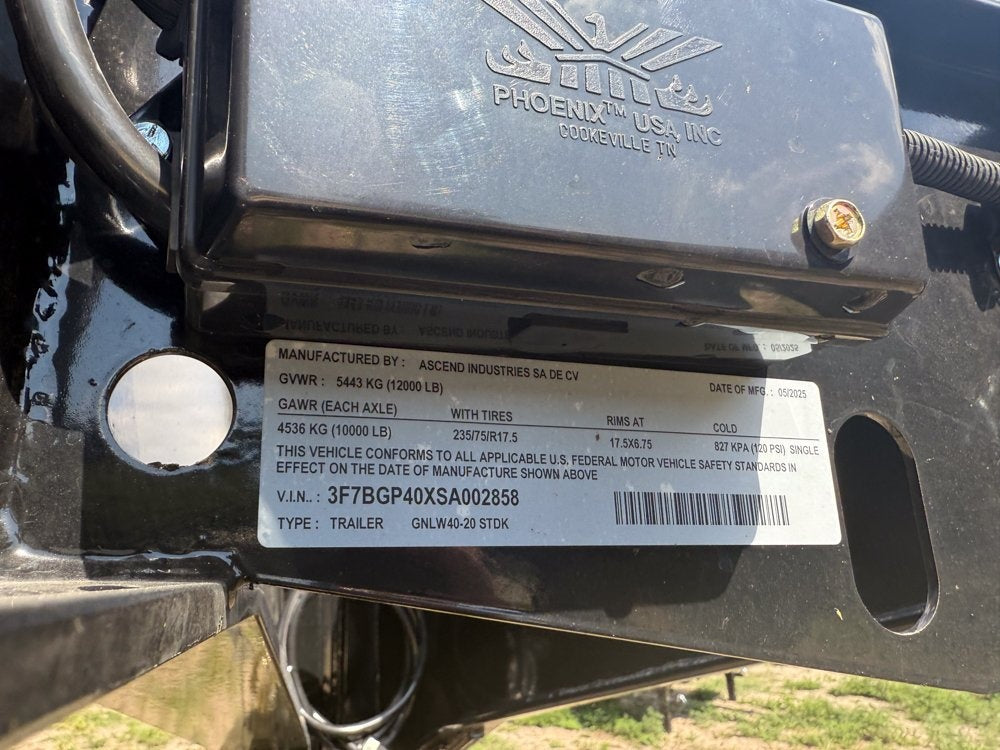 PHOENIX™ USA, INC
COOKEVILLE TN
MANUFACTURED BY : ASCEND INDUSTRIES SA DE CV
GVWR : 5443 KG (12000 LB) DATE OF MFG. : 05/2025
GAWR (EACH AXLE) WITH TIRES RIMS AT COLD
4536 KG (10000 LB) 235/75/R17.5 17.5X6.75 827 KPA (120 PSI) SINGLE
THIS VEHICLE CONFORMS TO ALL APPLICABLE U.S. FEDERAL MOTOR VEHICLE SAFETY STANDARDS IN
EFFECT ON THE DATE OF MANUFACTURE SHOWN ABOVE
V.I.N.. : 3F7BGP40XSA002858
TYPE : TRAILER GNLW40-20 STDK